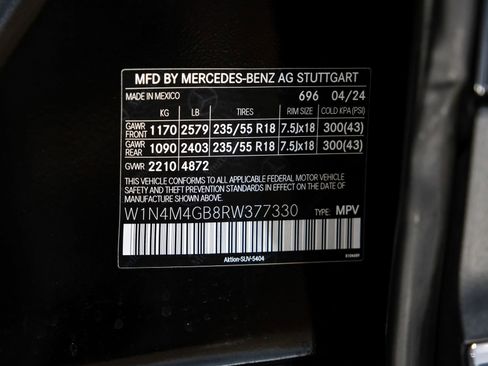 MFD BY MERCEDES-BENZ AG STUTTGART
MADE IN MEXICO 696 04/24
KG LB TIRES RIM SIZE COLD KPA (PSI)
GAWR FRONT 1170 2579 235/55 R18 7.5Jx18 300(43)
GAWR REAR 1090 2403 235/55 R18 7.5Jx18 300(43)
GVWR 2210 4872
THIS VEHICLE CONFORMS TO ALL APPLICABLE FEDERAL MOTOR VEHICLE
SAFETY AND THEFT PREVENTION STANDARDS IN EFFECT ON THE DATE OF
MANUFACTURE SHOWN ABOVE.
W1N4M4GB8RW377330 TYPE: MPV
Aktion-SUV-5404